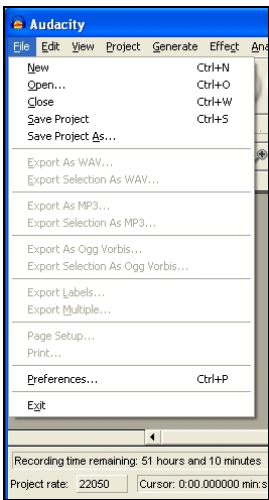 Audacity
File Edit View Project Generate Effect Ana
New Ctrl+N
Open... Ctrl+O
Close Ctrl+W
Save Project Ctrl+S
Save Project As...
Export As WAV...
Export Selection As WAV...
Export As MP3...
Export Selection As MP3...
Export As Ogg Vorbis...
Export Selection As Ogg Vorbis...
Export Labels...
Export Multiple...
Page Setup...
Print...
Preferences... Ctrl+P
Exit
Recording time remaining: 51 hours and 10 minutes
Project rate: 22050 Cursor: 0:00.000000 min:s